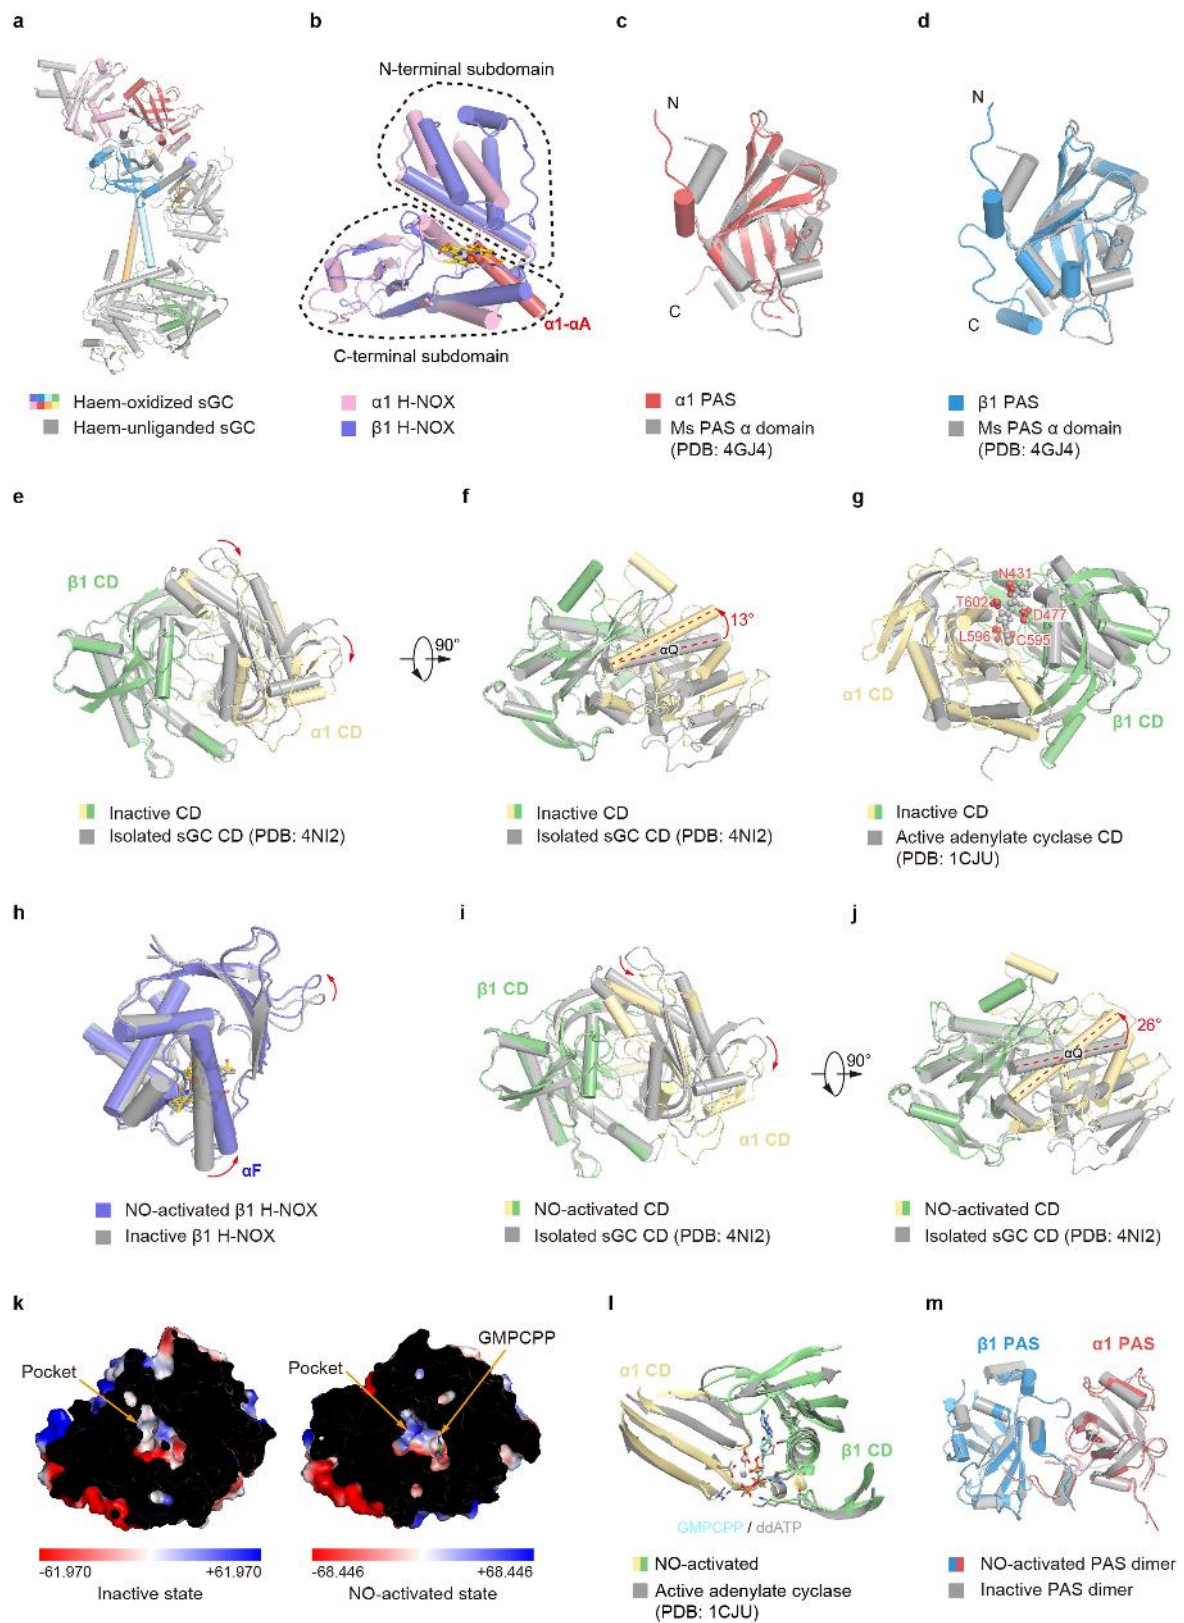 a
b
c
d
N-terminal subdomain
α1-αA
C-terminal subdomain
N
C
N
C
Haem-oxidized sGC
Haem-unliganded sGC
α1 H-NOX
β1 H-NOX
α1 PAS
Ms PAS α domain
(PDB: 4GJ4)
β1 PAS
Ms PAS α domain
(PDB: 4GJ4)
e
f
g
β1 CD
α1 CD
90°
13°
αQ
N431
T602
D477
L596
C595
α1 CD
β1 CD
Inactive CD
Isolated sGC CD (PDB: 4NI2)
Inactive CD
Isolated sGC CD (PDB: 4NI2)
Inactive CD
Active adenylate cyclase CD
(PDB: 1CJU)
h
i
j
αF
β1 CD
α1 CD
90°
26°
αQ
NO-activated β1 H-NOX
Inactive β1 H-NOX
NO-activated CD
Isolated sGC CD (PDB: 4NI2)
NO-activated CD
Isolated sGC CD (PDB: 4NI2)
k
l
m
Pocket
Pocket
GMPCPP
-61.970
+61.970
Inactive state
-68.446
+68.446
NO-activated state
α1 CD
β1 CD
GMPCPP / ddATP
NO-activated
Active adenylate cyclase
(PDB: 1CJU)
β1 PAS
α1 PAS
NO-activated PAS dimer
Inactive PAS dimer